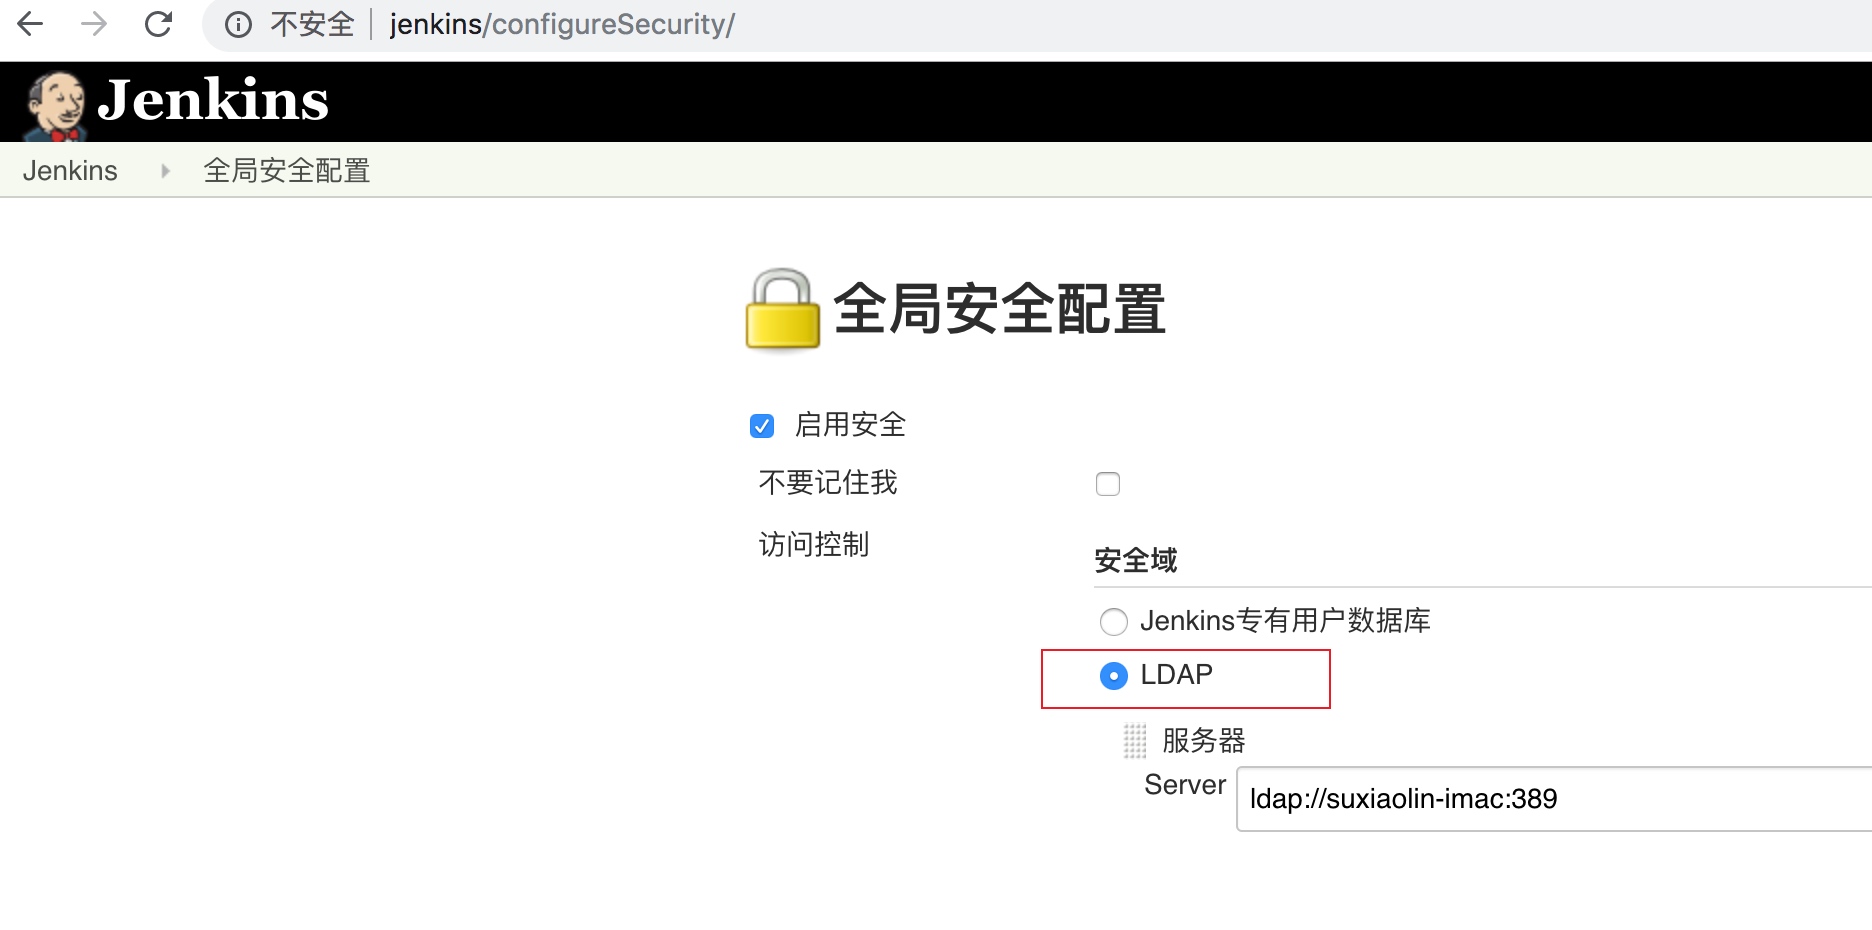 不安全 jenkins/configureSecurity/
Jenkins
Jenkins 全局安全配置
全局安全配置
启用安全
不要记住我
访问控制
安全域
Jenkins专有用户数据库
LDAP
服务器
Server ldap://suxiaolin-imac:389